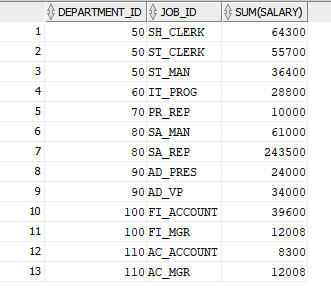 DEPARTMENT_ID JOB_ID SUM(SALARY)
1 50 SH_CLERK 64300
2 50 ST_CLERK 55700
3 50 ST_MAN 36400
4 60 IT_PROG 28800
5 70 PR_REP 10000
6 80 SA_MAN 61000
7 80 SA_REP 243500
8 90 AD_PRES 24000
9 90 AD_VP 34000
10 100 FI_ACCOUNT 39600
11 100 FI_MGR 12008
12 110 AC_ACCOUNT 8300
13 110 AC_MGR 12008